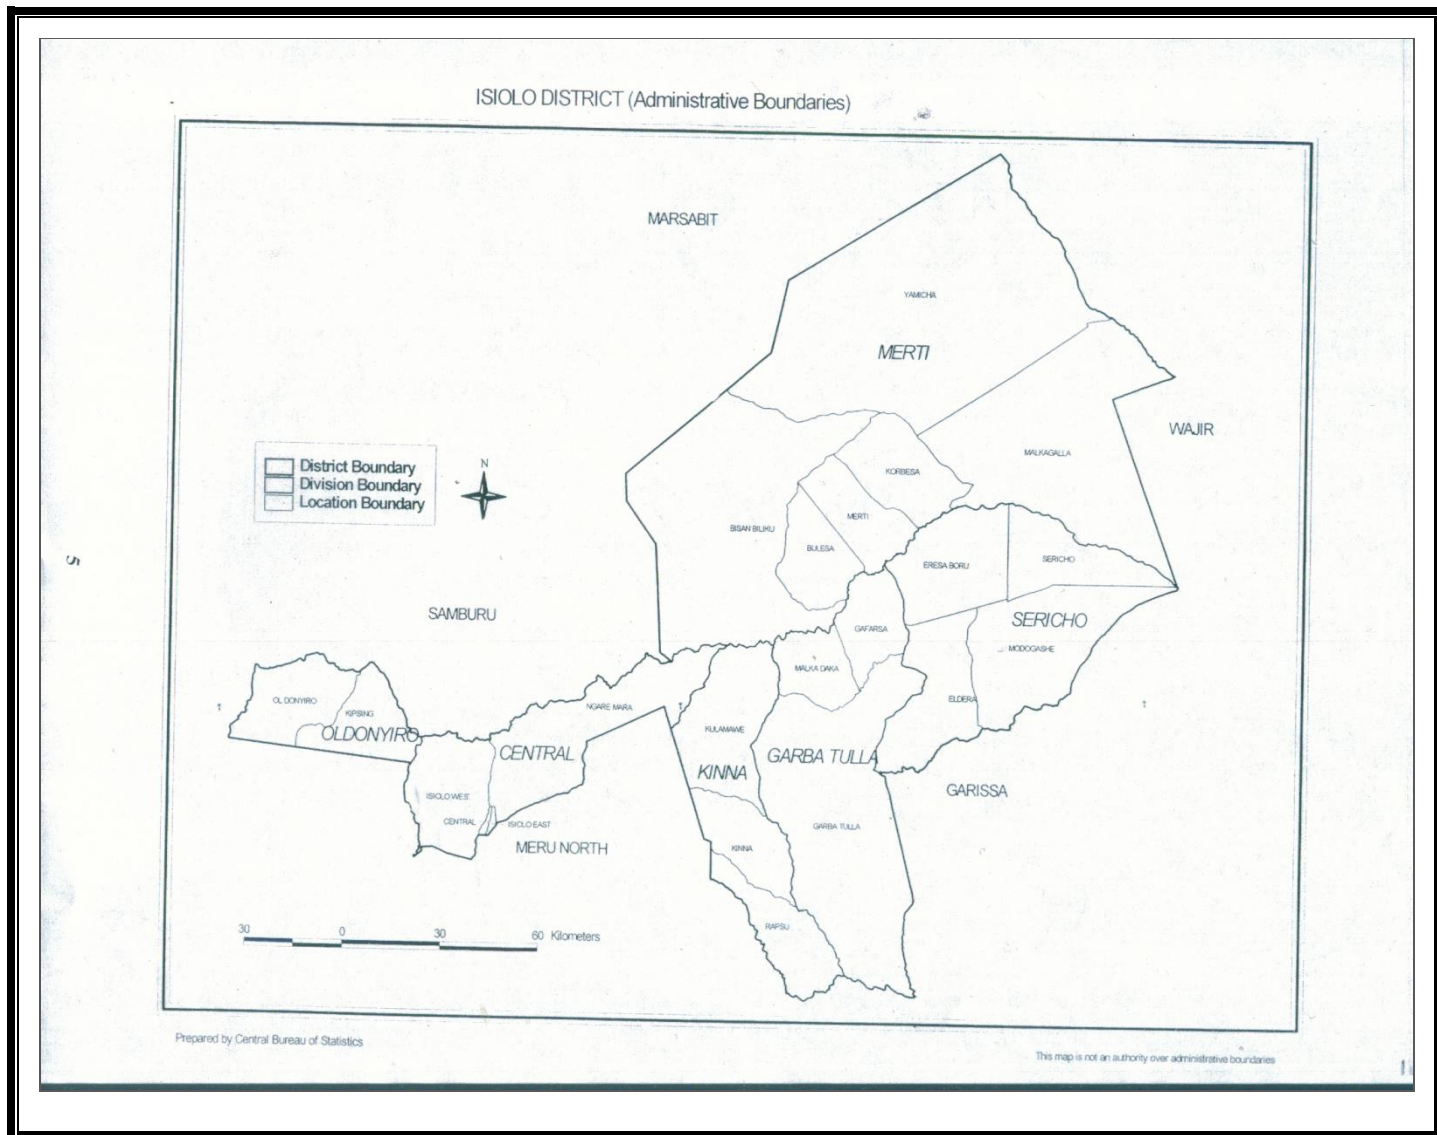 ISIOLO DISTRICT (Administrative Boundaries)
MARSABIT
YAMICHA
MERTI
WAJIR
MALKAGALLA
District Boundary
Division Boundary
Location Boundary
N
KORBESA
BISAN BILIKU
MERTI
BULESA
ERESA BORU
SERICHO
5
SAMBURU
GAFARSA
SERICHO
MODOGASHE
MALKA DAKA
OL DONYIRO
KIPSING
NGARE MARA
ELDERA
OLDONYIRO
CENTRAL
KULAMAWE
KINNA
GARBA TULLA
GARISSA
ISIOLO WEST
CENTRAL
ISIOLO EAST
MERU NORTH
GARBA TULLA
KINNA
RAPSU
30 0 30 60 Kilometers
Prepared by Central Bureau of Statistics
This map is not an authority over administrative boundaries